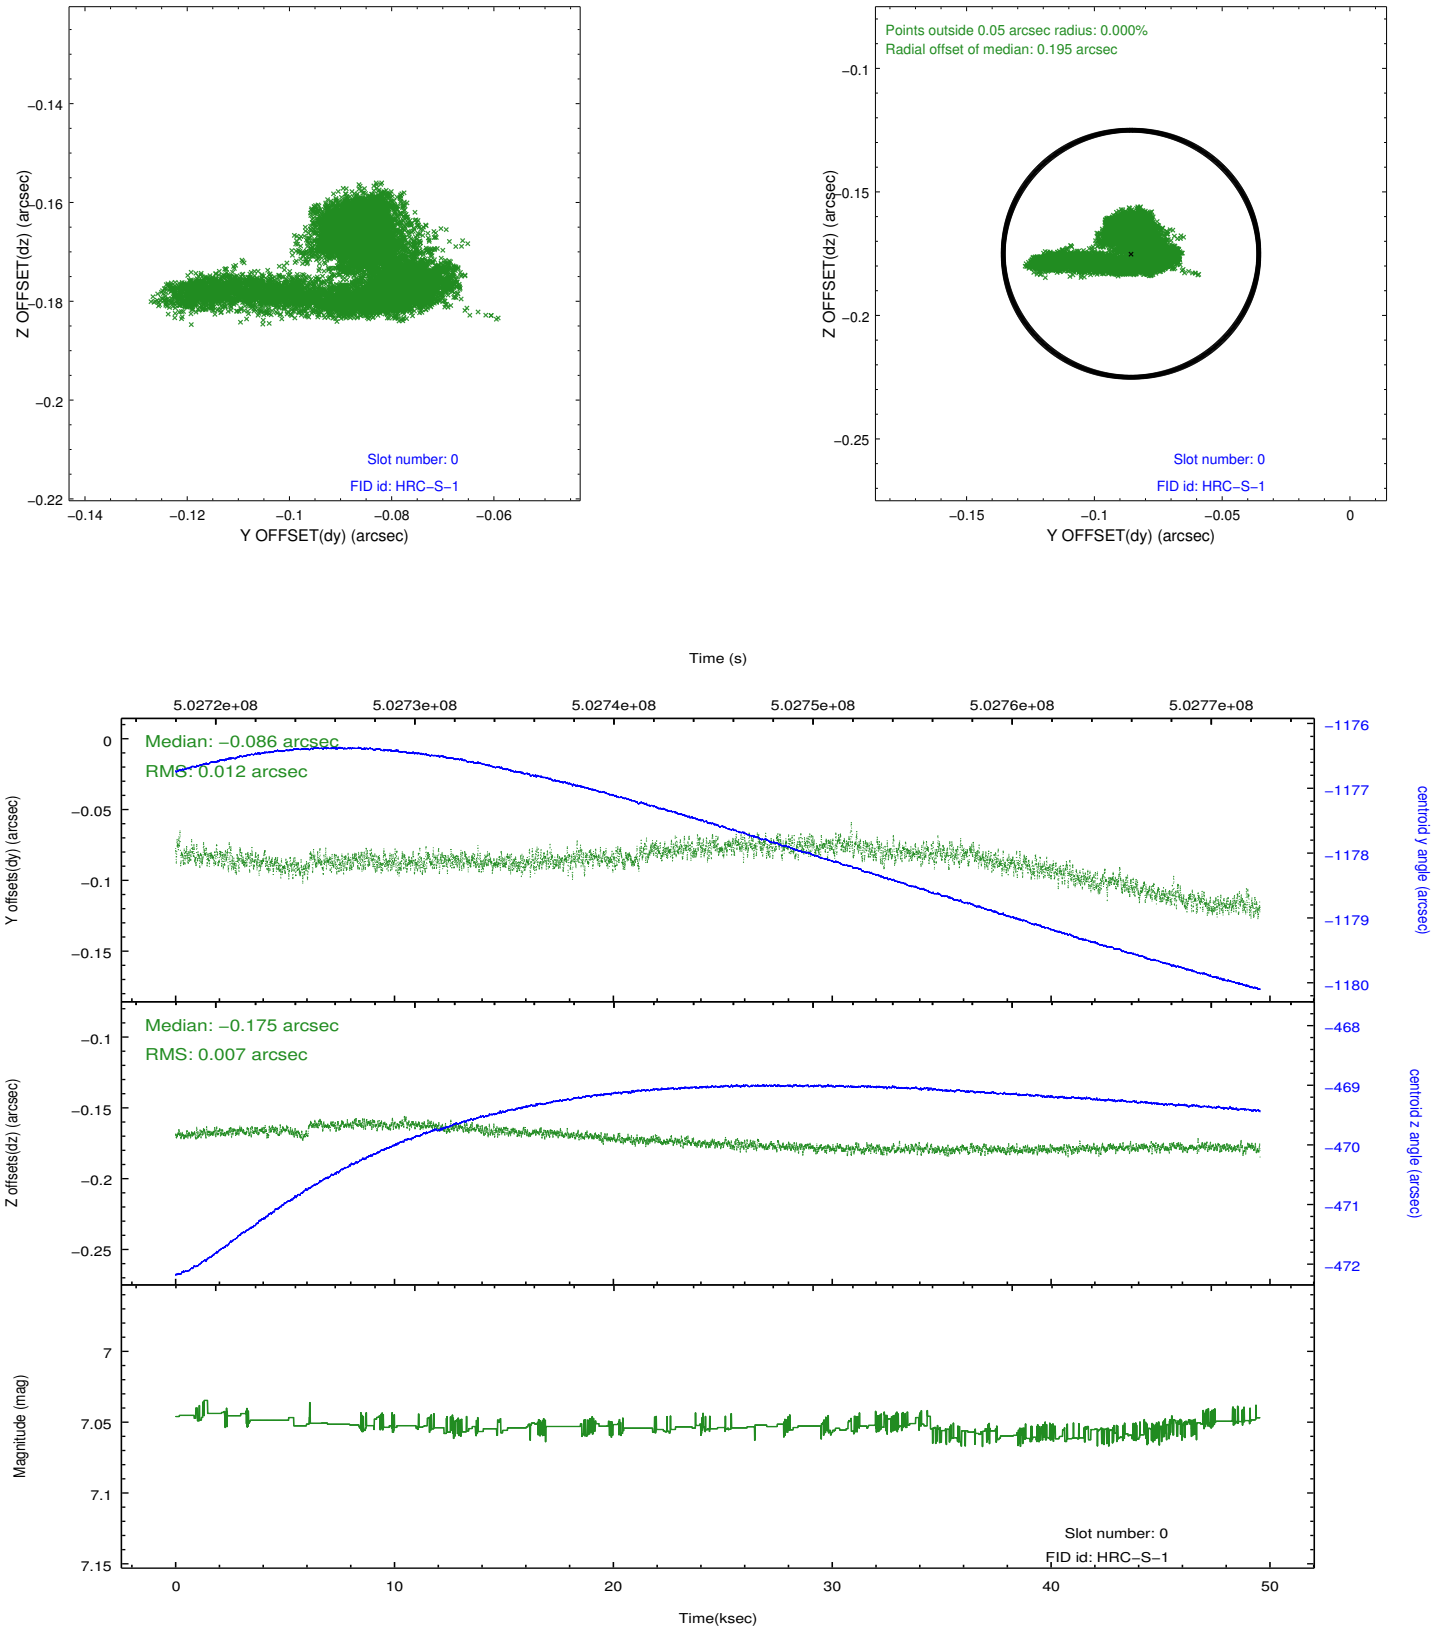 −0.14
−0.16
−0.18
−0.2
−0.22
Z OFFSET(dz) (arcsec)
Slot number: 0
FID id: HRC−S−1
−0.14
−0.12
−0.1
−0.08
−0.06
Y OFFSET(dy) (arcsec)
Points outside 0.05 arcsec radius: 0.000%
Radial offset of median: 0.195 arcsec
−0.1
−0.15
−0.2
−0.25
Z OFFSET(dz) (arcsec)
Slot number: 0
FID id: HRC−S−1
−0.15
−0.1
−0.05
0
Y OFFSET(dy) (arcsec)
Time (s)
5.0272e+08
5.0273e+08
5.0274e+08
5.0275e+08
5.0276e+08
5.0277e+08
Median: −0.086 arcsec
RMS: 0.012 arcsec
0
−0.05
−0.1
−0.15
Y offsets(dy) (arcsec)
−1176
−1177
−1178
−1179
−1180
centroid y angle (arcsec)
Median: −0.175 arcsec
RMS: 0.007 arcsec
−0.1
−0.15
−0.2
−0.25
Z offsets(dz) (arcsec)
−468
−469
−470
−471
−472
centroid z angle (arcsec)
7
7.05
7.1
7.15
Magnitude (mag)
Slot number: 0
FID id: HRC−S−1
0
10
20
30
40
50
Time(ksec)